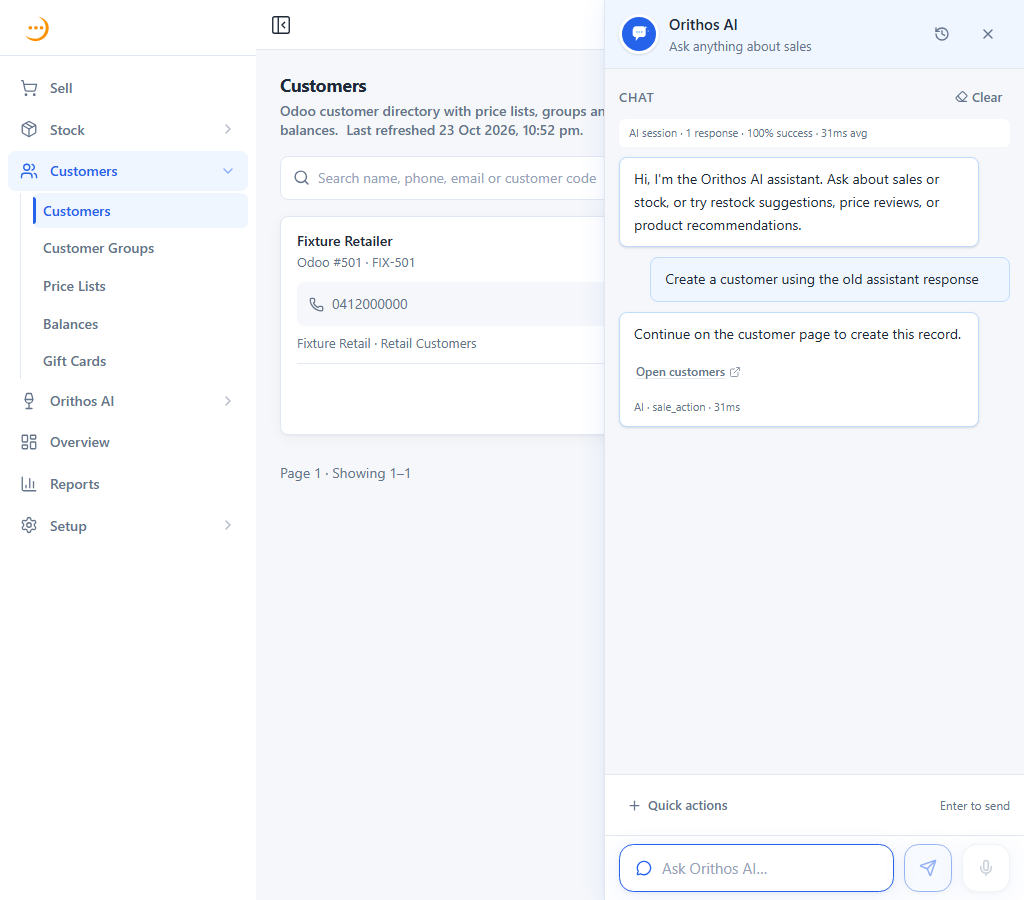 Sell
Stock
Customers
Customers
Customer Groups
Price Lists
Balances
Gift Cards
Orithos AI
Overview
Reports
Setup
Customers
Odoo customer directory with price lists, groups an
balances. Last refreshed 23 Oct 2026, 10:52 pm.
Search name, phone, email or customer code
Fixture Retailer
Odoo #501 · FIX-501
0412000000
Fixture Retail · Retail Customers
Page 1 · Showing 1–1
Orithos AI
Ask anything about sales
CHAT
Clear
AI session · 1 response · 100% success · 31ms avg
Hi, I'm the Orithos AI assistant. Ask about sales or
stock, or try restock suggestions, price reviews, or
product recommendations.
Create a customer using the old assistant response
Continue on the customer page to create this record.
Open customers
AI · sale_action · 31ms
Quick actions
Enter to send
Ask Orithos AI...